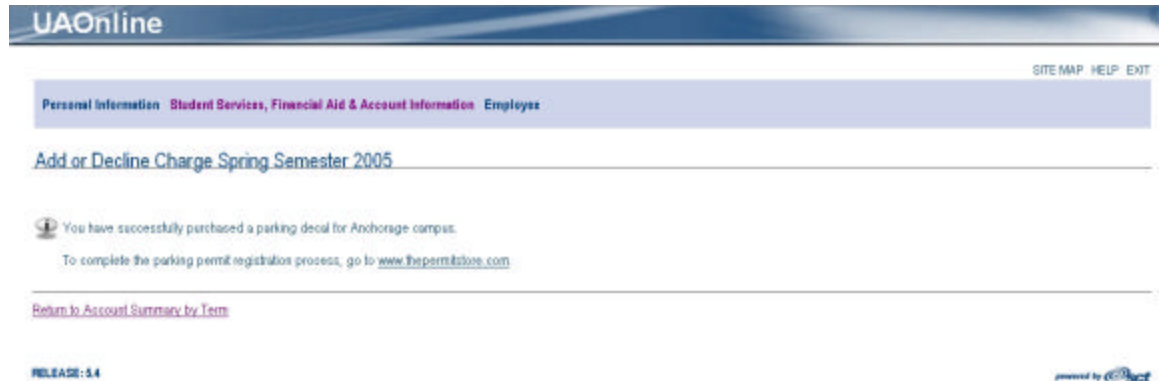 UAOnline
SITE MAP HELP EXIT
Personal Information Student Services, Financial Aid & Account Information Employee
Add or Decline Charge Spring Semester 2005
You have successfully purchased a parking decal for Anchorage campus.
To complete the parking permit registration process, go to www.thepermitstore.com
Return to Account Summary by Term
RELEASE: 5.4
powered by SCT